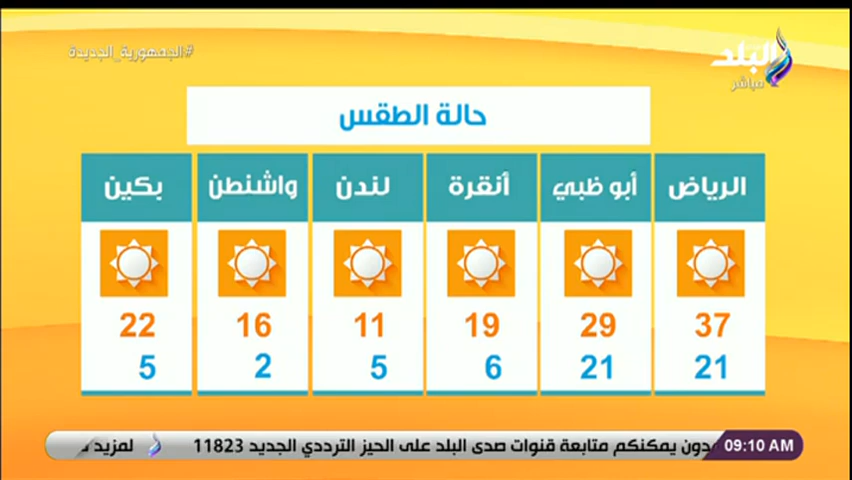 #الجمهورية_الجديدة
البلد
مباشر
حالة الطقس
الرياض أبو ظبي أنقرة لندن واشنطن بكين
37 29 19 11 16 22
21 21 6 5 2 5
09:10 AM
يمكنكم متابعة قنوات صدى البلد على الحيز الترددي الجديد 11823 لمزيد